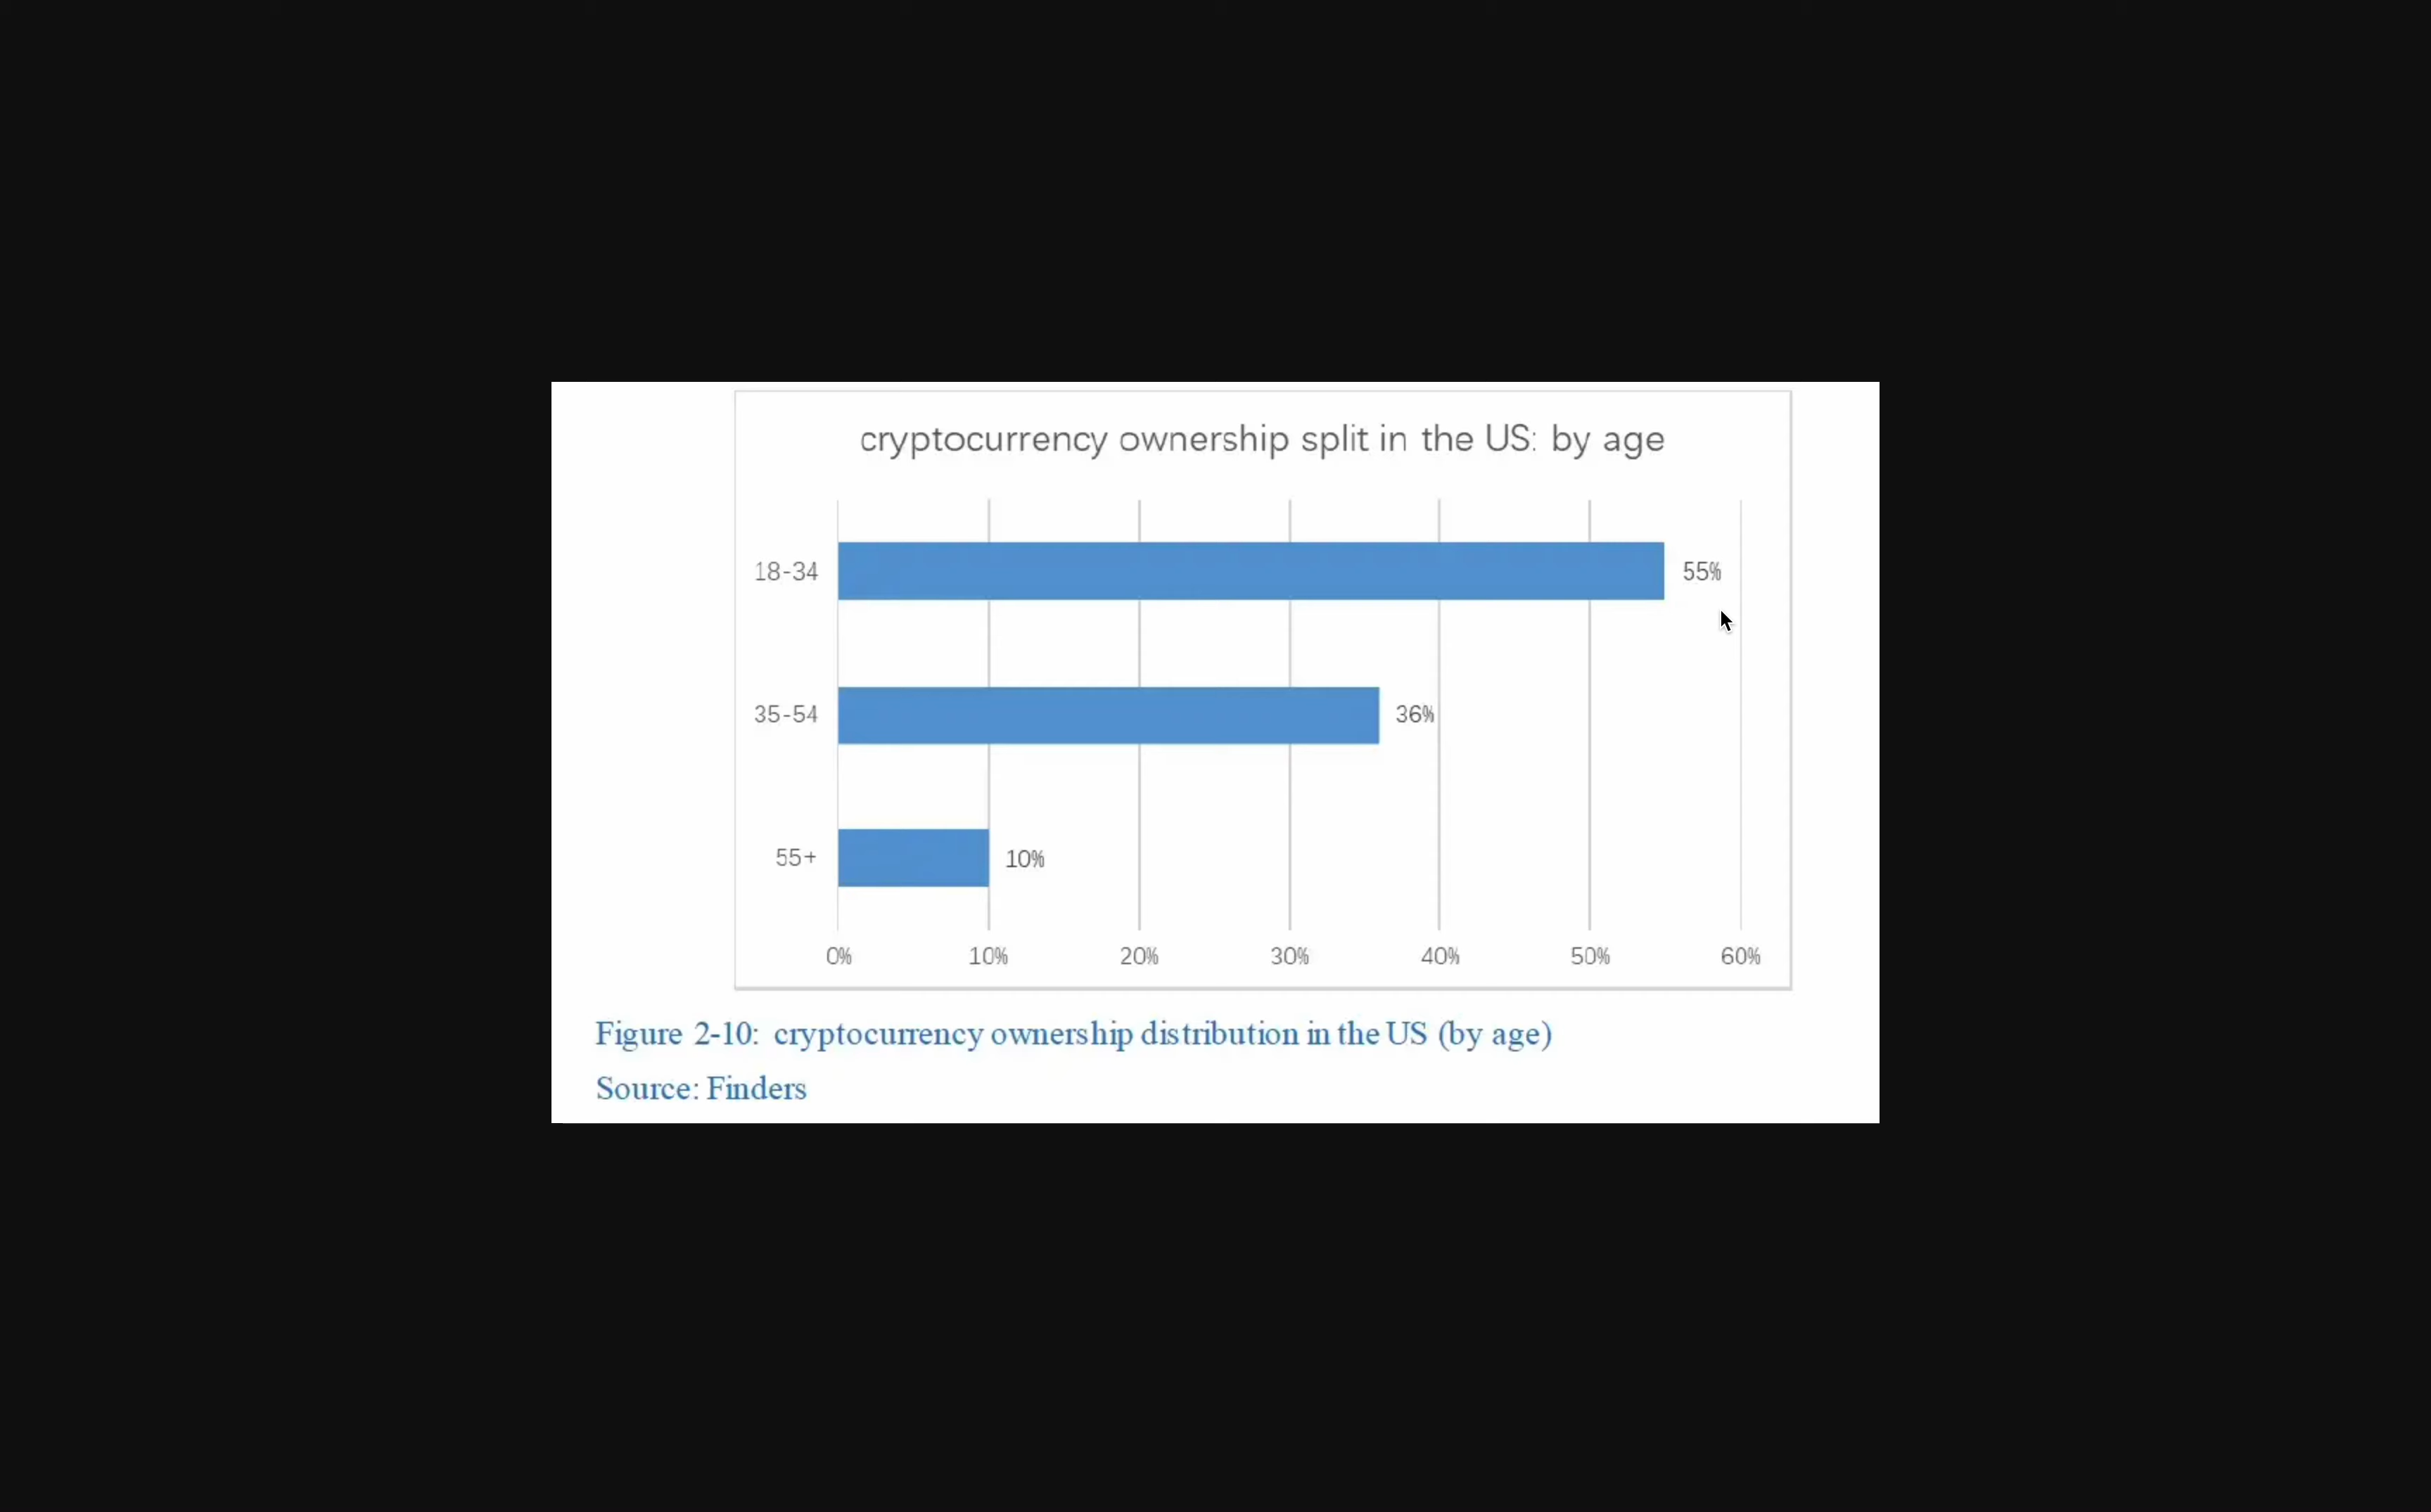 cryptocurrency ownership split in the US: by age
18-34
55%
35-54
36%
55+
10%
0% 10% 20% 30% 40% 50% 60%
Figure 2-10: cryptocurrency ownership distribution in the US (by age)
Source: Finders